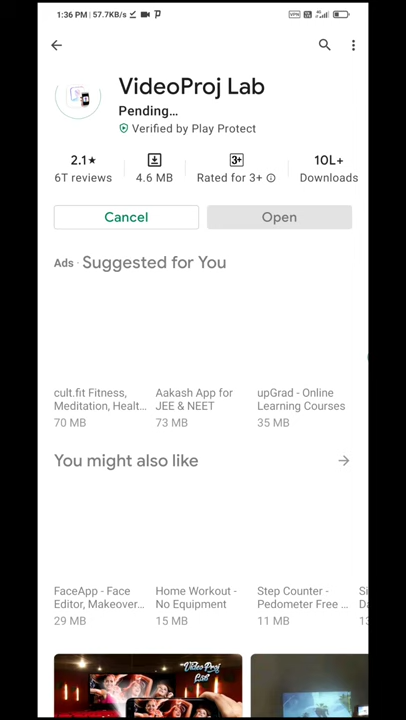 1:36 PM | 57.7KB/s
VPN 4G
VideoProj Lab
Pending...
Verified by Play Protect
2.1★ 3+ 10L+
6T reviews 4.6 MB Rated for 3+ Downloads
Cancel Open
Ads · Suggested for You
cult.fit Fitness, Meditation, Healt...
70 MB
Aakash App for JEE & NEET
73 MB
upGrad - Online Learning Courses
35 MB
You might also like
FaceApp - Face Editor, Makeover...
29 MB
Home Workout - No Equipment
15 MB
Step Counter - Pedometer Free ...
11 MB
Video Proj
Lab